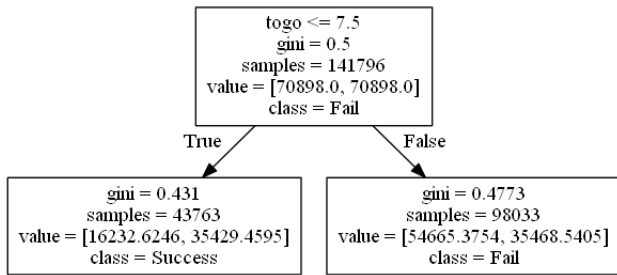 togo <= 7.5
gini = 0.5
samples = 141796
value = [70898.0, 70898.0]
class = Fail
True
False
gini = 0.431
samples = 43763
value = [16232.6246, 35429.4595]
class = Success
gini = 0.4773
samples = 98033
value = [54665.3754, 35468.5405]
class = Fail